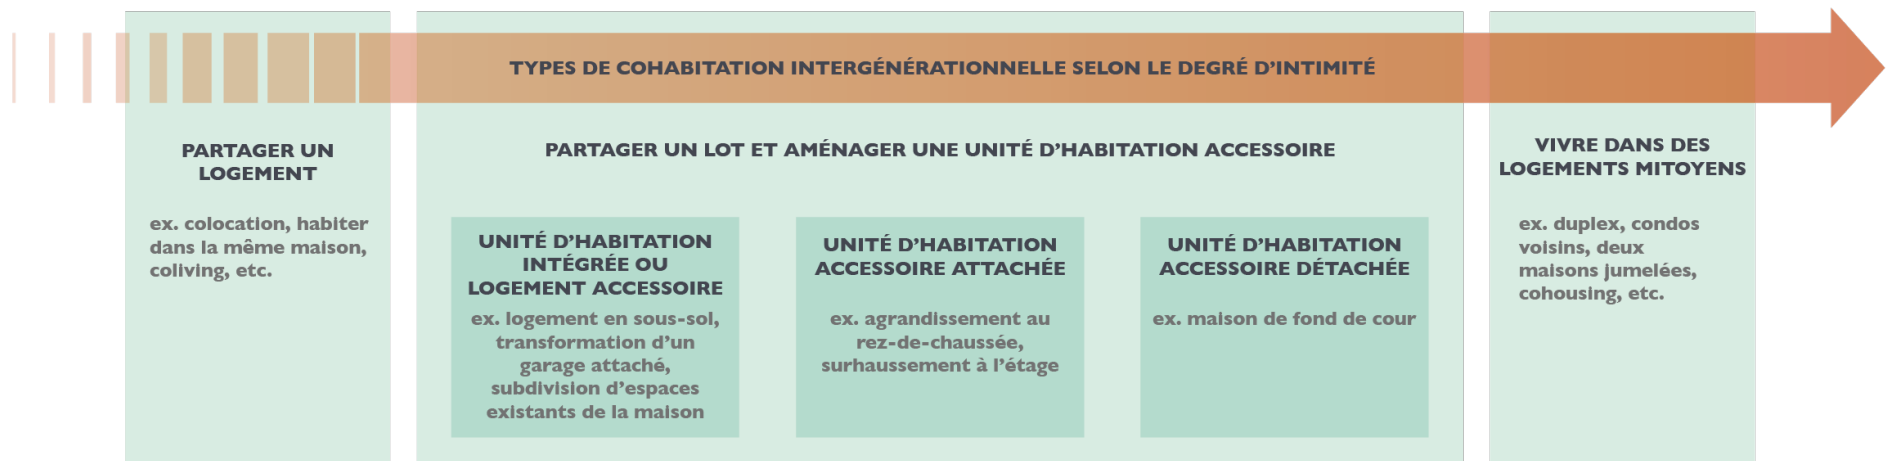 TYPES DE COHABITATION INTERGÉNÉRATIONNELLE SELON LE DEGRÉ D’INTIMITÉ
PARTAGER UN
LOGEMENT
ex. colocation, habiter
dans la même maison,
coliving, etc.
PARTAGER UN LOT ET AMÉNAGER UNE UNITÉ D’HABITATION ACCESSOIRE
UNITÉ D’HABITATION
INTÉGRÉE OU
LOGEMENT ACCESSOIRE
ex. logement en sous-sol,
transformation d’un
garage attaché,
subdivision d’espaces
existants de la maison
UNITÉ D’HABITATION
ACCESSOIRE ATTACHÉE
ex. agrandissement au
rez-de-chaussée,
surhaussement à l’étage
UNITÉ D’HABITATION
ACCESSOIRE DÉTACHÉE
ex. maison de fond de cour
VIVRE DANS DES
LOGEMENTS MITOYENS
ex. duplex, condos
voisins, deux
maisons jumelées,
cohousing, etc.